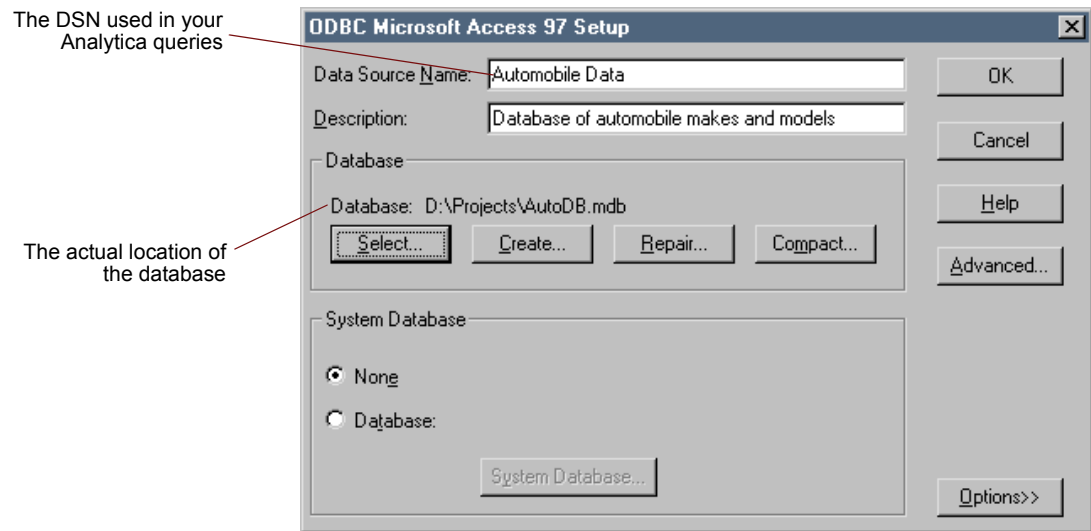 The DSN used in your
Analytica queries
ODBC Microsoft Access 97 Setup
Data Source Name: Automobile Data
OK
Description: Database of automobile makes and models
Cancel
Database
Database: D:\Projects\AutoDB.mdb
Help
Select... Create... Repair... Compact...
The actual location of
the database
Advanced...
System Database
None
Database:
System Database...
Options>>